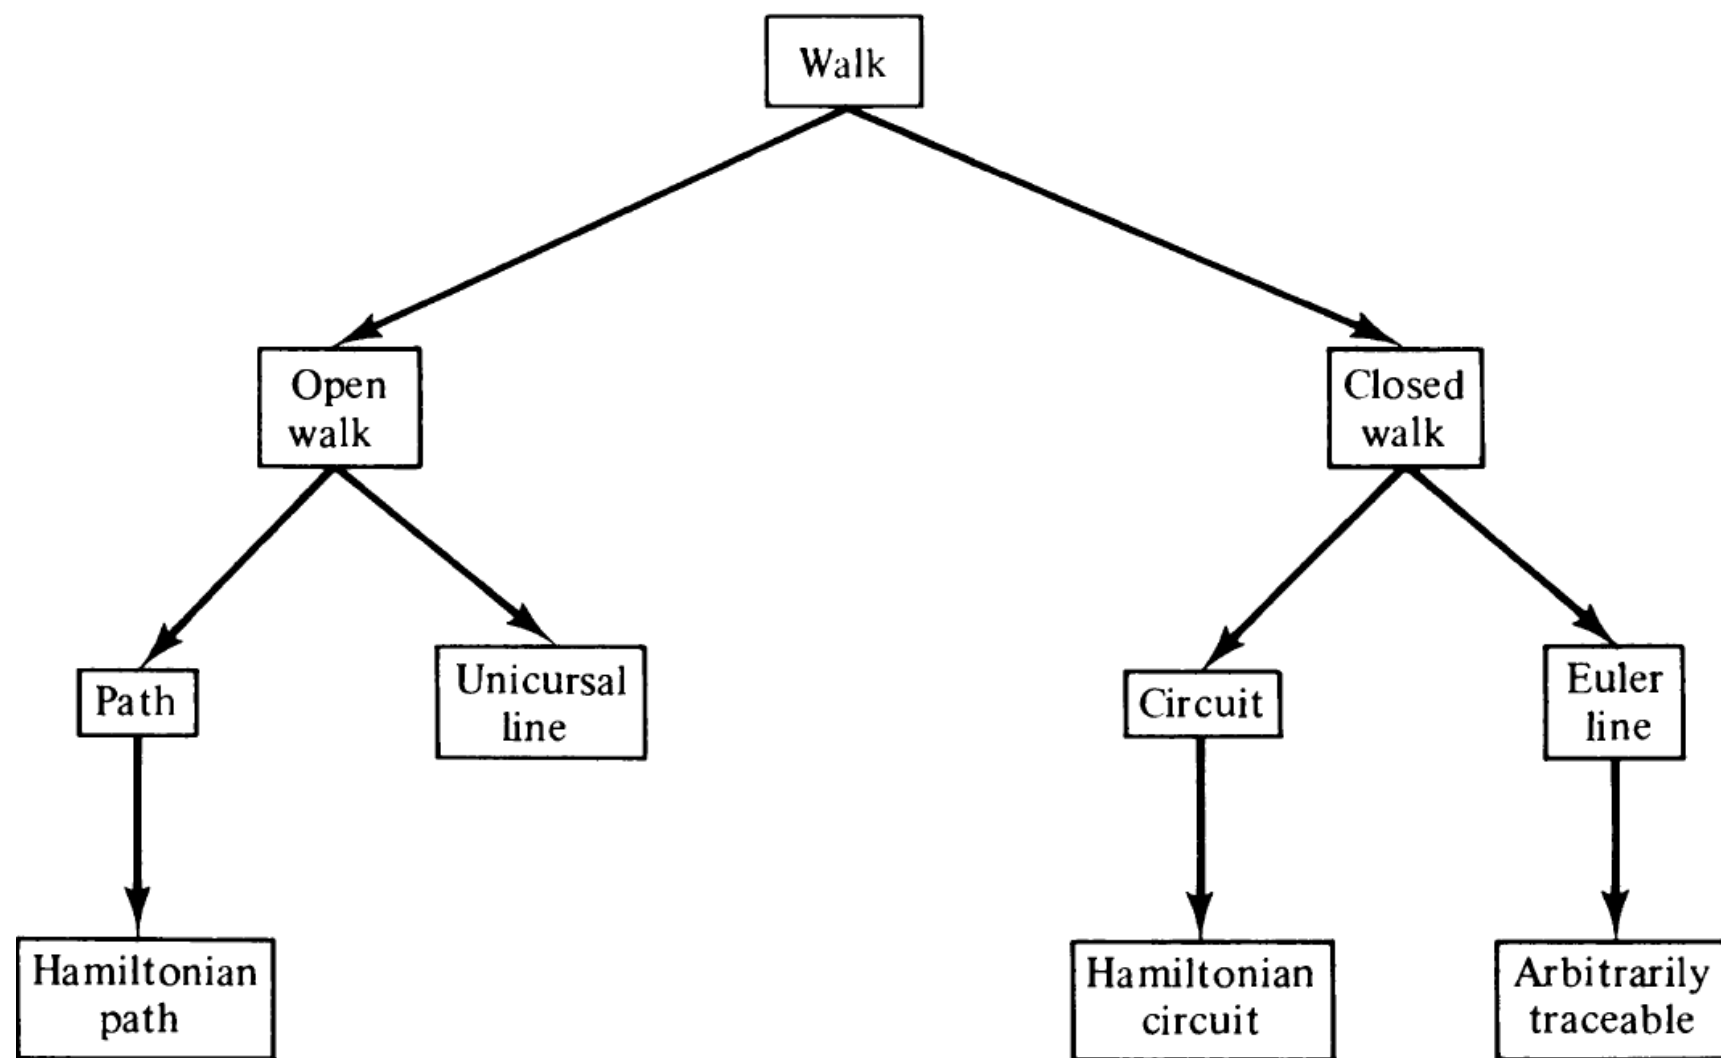 Walk
Open
walk
Closed
walk
Path
Unicursal
line
Circuit
Euler
line
Hamiltonian
path
Hamiltonian
circuit
Arbitrarily
traceable